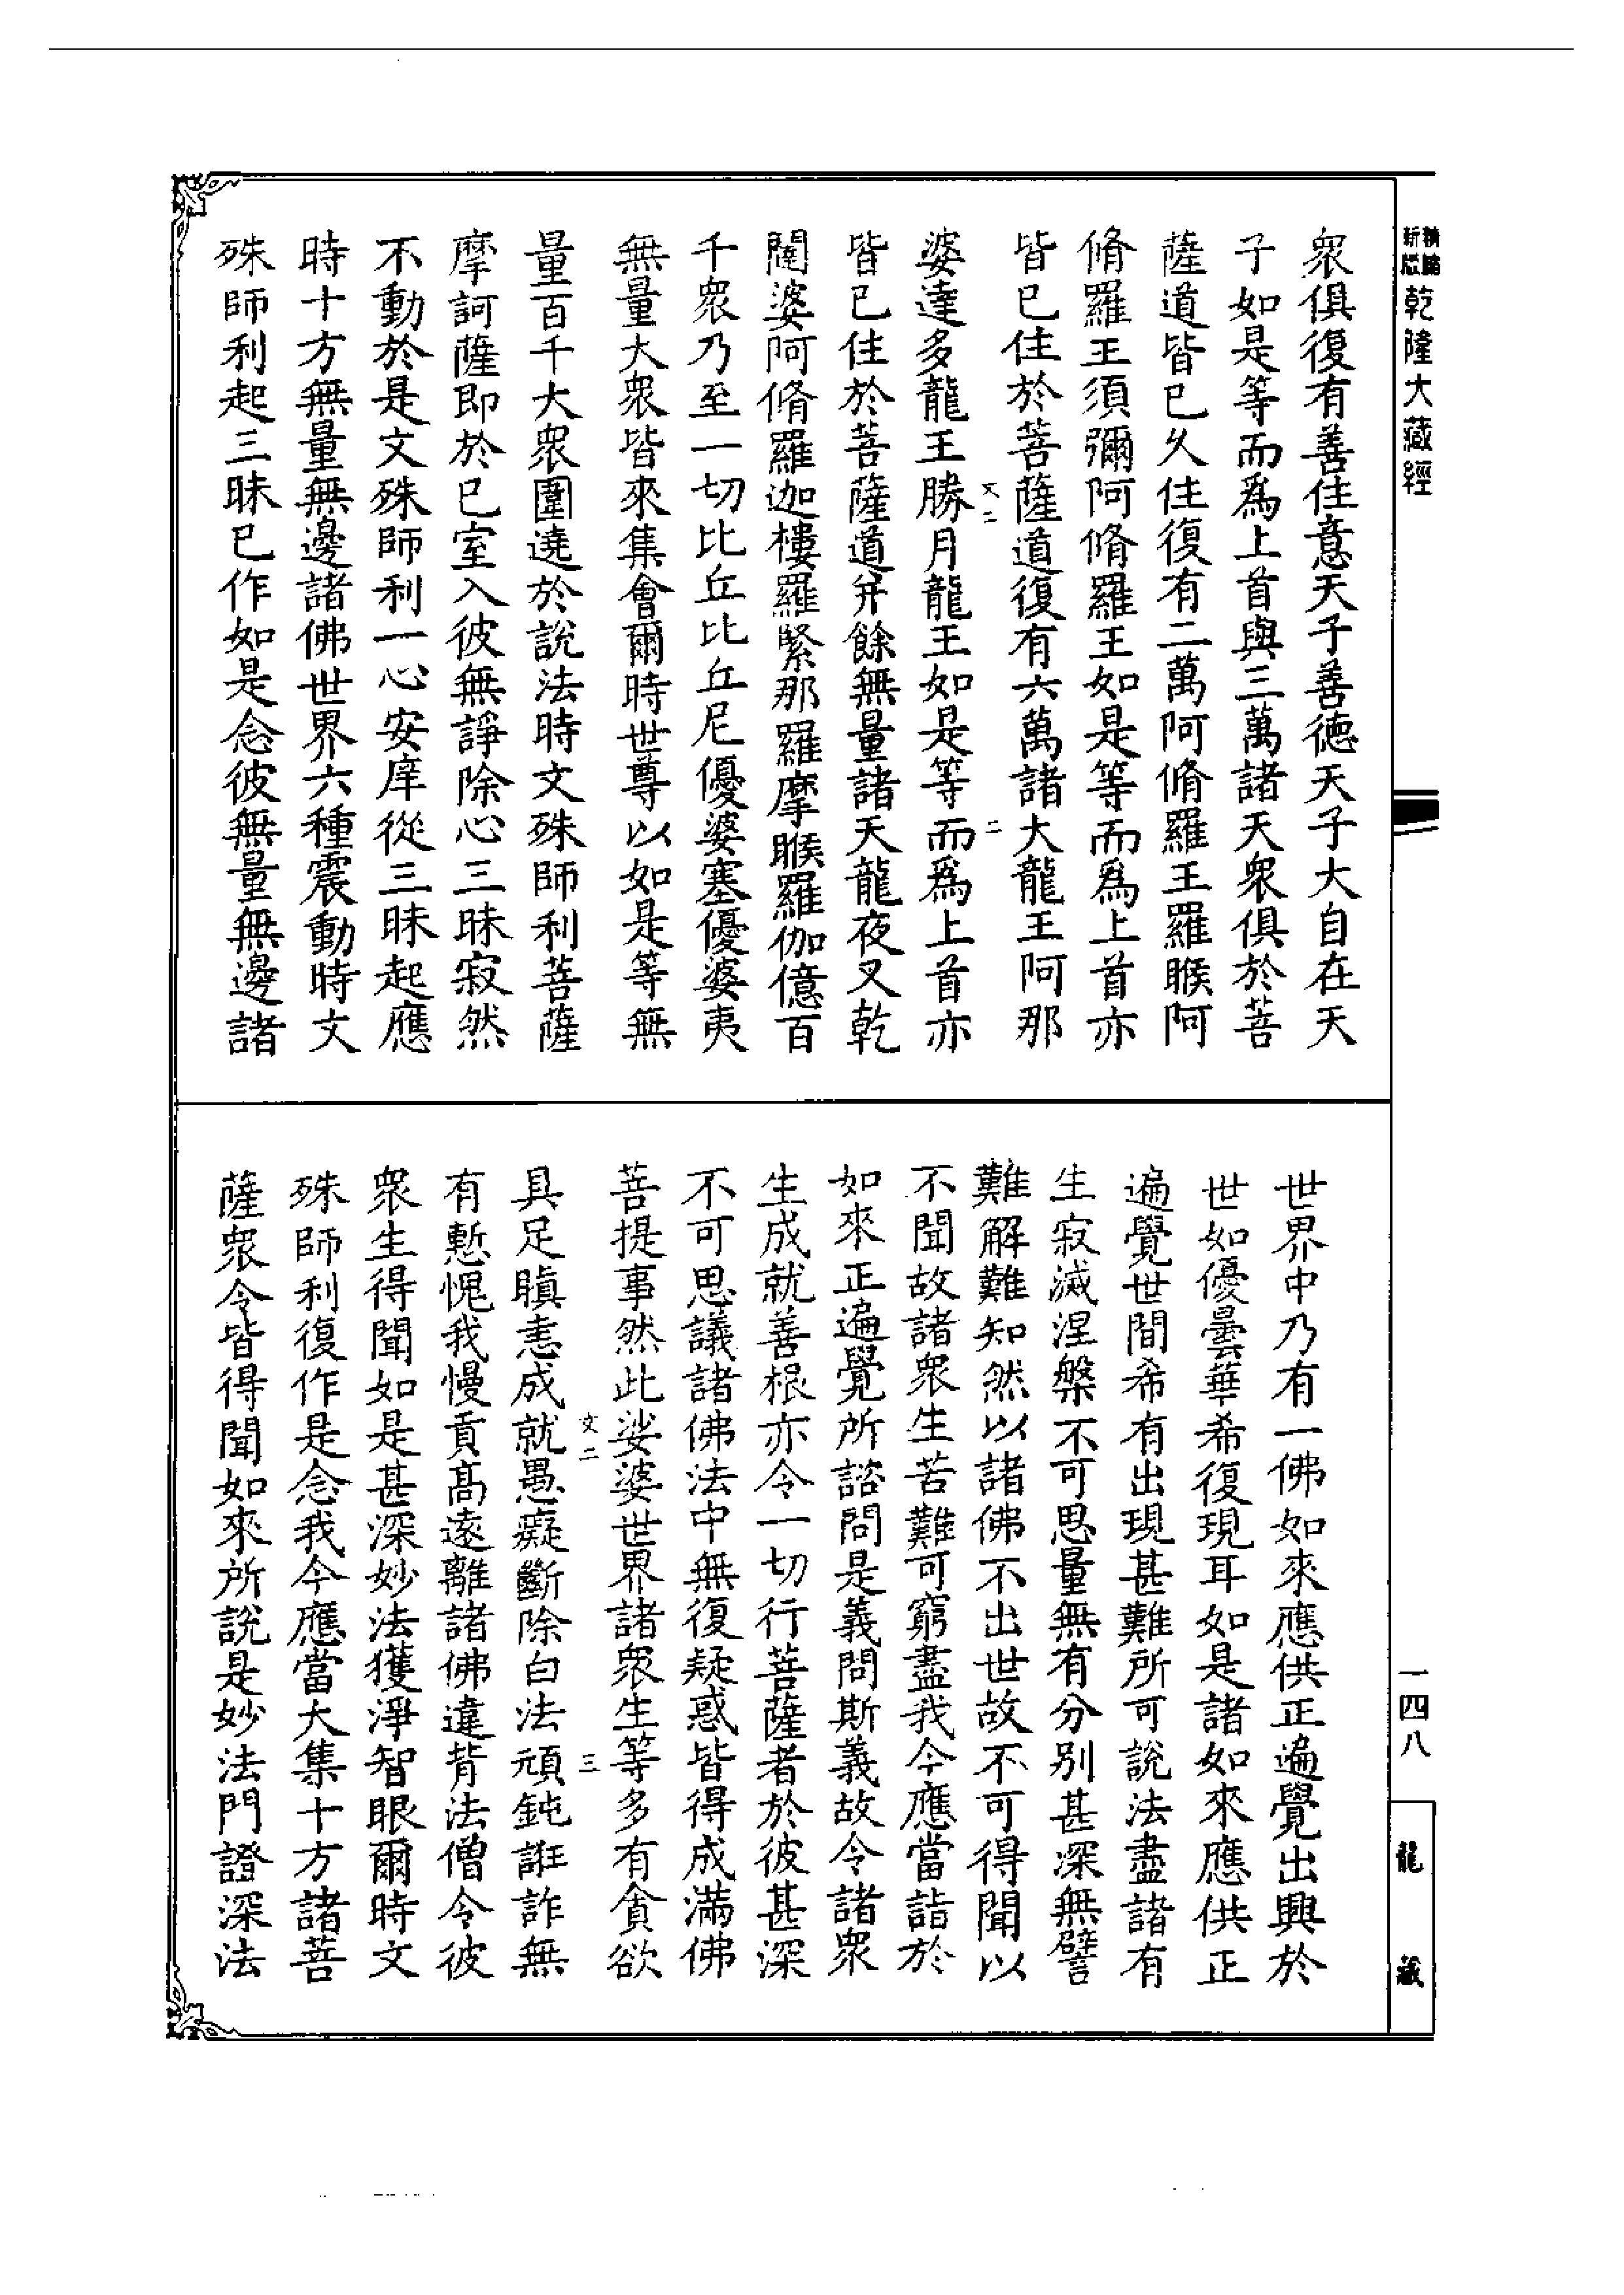 精縮
新版
乾隆大藏經
衆俱復有善住意天子善德天子大自在天
子如是等而爲上首與三萬諸天衆俱於菩
薩道皆已久住復有二萬阿脩羅王羅睺阿
脩羅王須彌阿脩羅王如是等而爲上首亦
皆已住於菩薩道復有六萬諸大龍王阿那
文二
二
婆達多龍王勝月龍王如是等而爲上首亦
皆已住於菩薩道并餘無量諸天龍夜叉乾
闥婆阿脩羅迦樓羅緊那羅摩睺羅伽億百
千衆乃至一切比丘比丘尼優婆塞優婆夷
無量大衆皆來集會爾時世尊以如是等無
量百千大衆圍遶於說法時文殊師利菩薩
摩訶薩即於已室入彼無諍除心三昧寂然
不動於是文殊師利一心安庠從三昧起應
時十方無量無邊諸佛世界六種震動時文
殊師利起三昧已作如是念彼無量無邊諸
世界中乃有一佛如來應供正遍覺出興於
世如優曇華希復現耳如是諸如來應供正
遍覺世間希有出現甚難所可說法盡諸有
生寂滅涅槃不可思量無有分別甚深無譬
難解難知然以諸佛不出世故不可得聞以
不聞故諸衆生苦難可窮盡我今應當詣於
如來正遍覺所諮問是義問斯義故令諸衆
生成就善根亦令一切行菩薩者於彼甚深
不可思議諸佛法中無復疑惑皆得成滿佛
菩提事然此娑婆世界諸衆生等多有貪欲
文二
三
具足瞋恚成就愚癡斷除白法頑鈍誑詐無
有慙愧我慢貢高遠離諸佛違背法僧令彼
衆生得聞如是甚深妙法獲淨智眼爾時文
殊師利復作是念我今應當大集十方諸菩
薩衆令皆得聞如來所說是妙法門證深法
一四八
龍藏